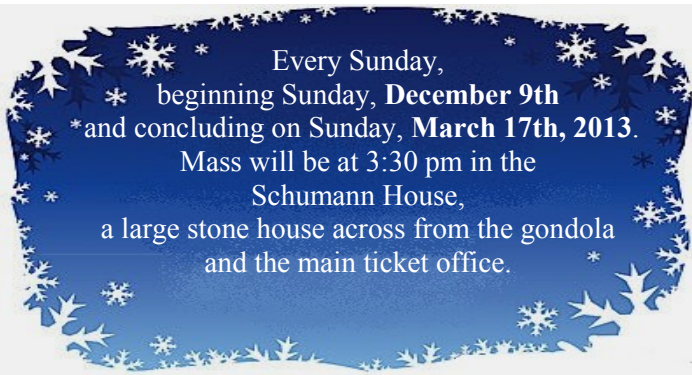 Every Sunday,
beginning Sunday, December 9th
and concluding on Sunday, March 17th, 2013.
Mass will be at 3:30 pm in the
Schumann House,
a large stone house across from the gondola
and the main ticket office.